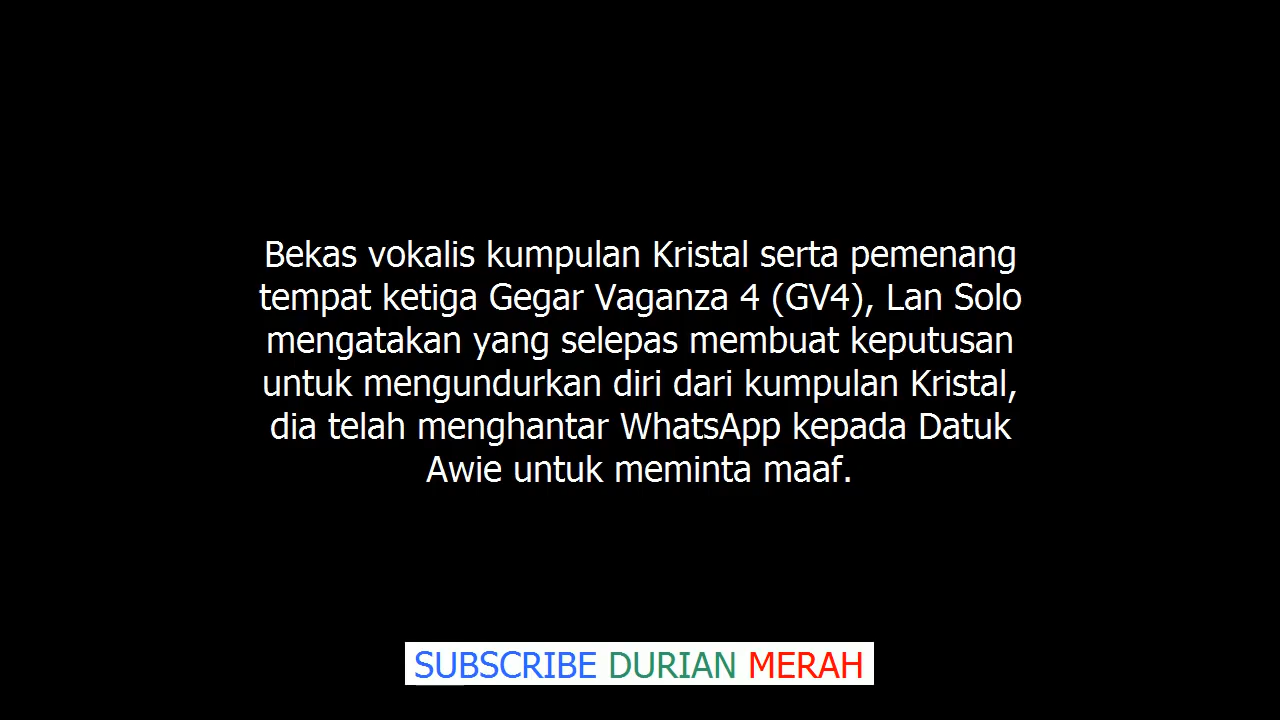 Bekas vokalis kumpulan Kristal serta pemenang
tempat ketiga Gegar Vaganza 4 (GV4), Lan Solo
mengatakan yang selepas membuat keputusan
untuk mengundurkan diri dari kumpulan Kristal,
dia telah menghantar WhatsApp kepada Datuk
Awie untuk meminta maaf.
SUBSCRIBE DURIAN MERAH